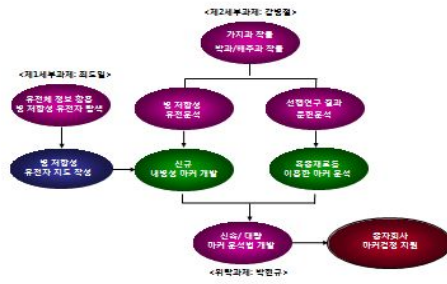 <제2세부과제: 강병철>
가지과 작물
박과/배추과 작물
<제1세부과제: 최도일>
유전체 정보 활용
병 저항성 유전자 탐색
병 저항성
유전분석
선행연구 결과
문헌분석
병 저항성
유전자 지도 작성
신규
내병성 마커 개발
육종재료등
이용한 마커 분석
신속/ 대량
마커 분석법 개발
종자회사
마커검정 지원
<위탁과제: 박현규>